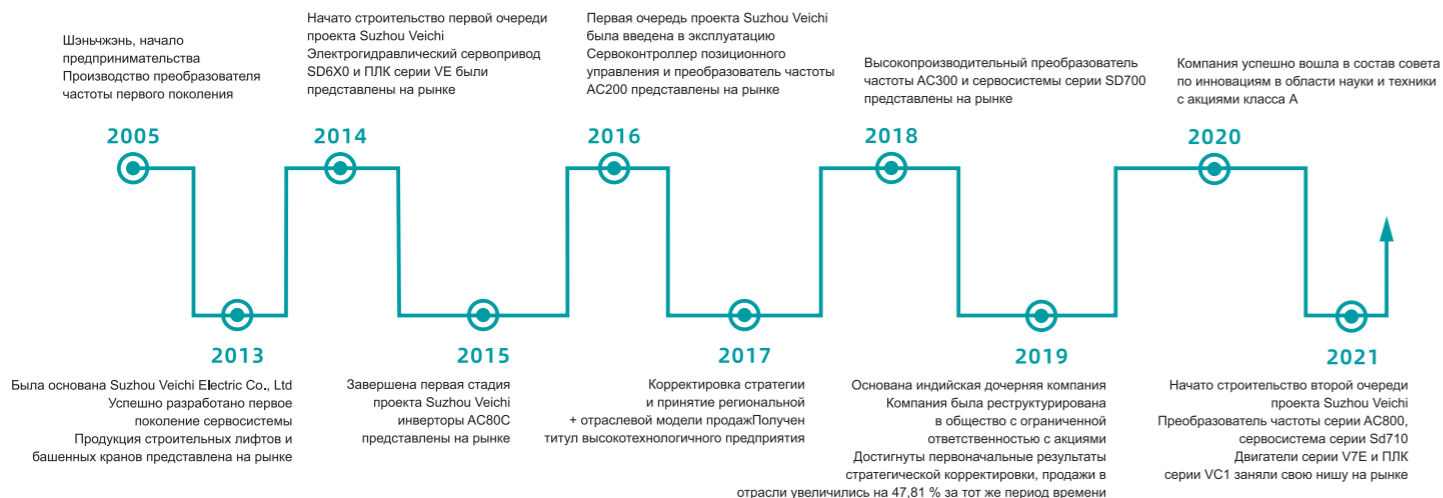 Шэньчжэнь, начало
предпринимательства
Производство преобразователя
частоты первого поколения
2005
Была основана Suzhou Veichi Electric Co., Ltd
Успешно разработано первое
поколение сервосистемы
Продукция строительных лифтов и
башенных кранов представлена на рынке
2013
Начато строительство первой очереди
проекта Suzhou Veichi
Электрогидравлический сервопривод
SD6X0 и ПЛК серии VE были
представлены на рынке
2014
2015
Завершена первая стадия
проекта Suzhou Veichi
инверторы AC80C
представлены на рынке
Первая очередь проекта Suzhou Veichi
была введена в эксплуатацию
Сервоконтроллер позиционного
управления и преобразователь частоты
AC200 представлены на рынке
2016
2017
Корректировка стратегии
и принятие региональной
+ отраслевой модели продажПолучен
титул высокотехнологичного предприятия
Высокопроизводительный преобразователь
частоты AC300 и сервосистемы серии SD700
представлены на рынке
2018
2019
Основана индийская дочерняя компания
Компания была реструктурирована
в общество с ограниченной
ответственностью с акциями
Достигнуты первоначальные результаты
стратегической корректировки, продажи в
отрасли увеличились на 47,81 % за тот же период времени
Компания успешно вошла в состав совета
по инновациям в области науки и техники
с акциями класса А
2020
2021
Начато строительство второй очереди
проекта Suzhou Veichi
Преобразователь частоты серии AC800,
сервосистема серии Sd710
Двигатели серии V7E и ПЛК
серии VC1 заняли свою нишу на рынке